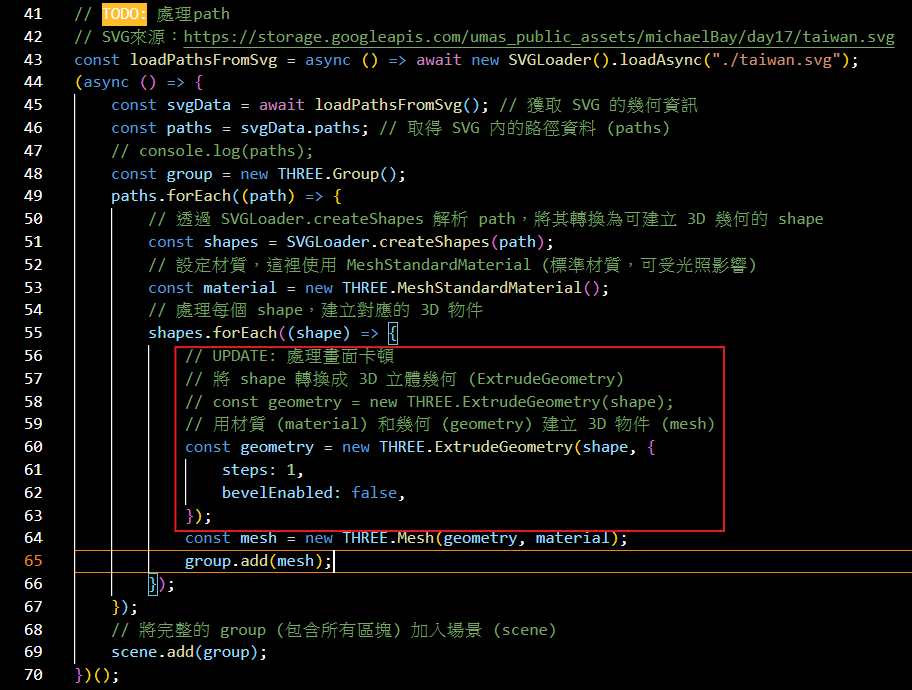 41 // TODO: 處理path
42 // SVG來源：https://storage.googleapis.com/umas_public_assets/michaelBay/day17/taiwan.svg
43 const loadPathsFromSvg = async () => await new SVGLoader().loadAsync("./taiwan.svg");
44 (async () => {
45 const svgData = await loadPathsFromSvg(); // 獲取 SVG 的幾何資訊
46 const paths = svgData.paths; // 取得 SVG 內的路徑資料 (paths)
47 // console.log(paths);
48 const group = new THREE.Group();
49 paths.forEach((path) => {
50 // 透過 SVGLoader.createShapes 解析 path，將其轉換為可建立 3D 幾何的 shape
51 const shapes = SVGLoader.createShapes(path);
52 // 設定材質，這裡使用 MeshStandardMaterial (標準材質，可受光照影響)
53 const material = new THREE.MeshStandardMaterial();
54 // 處理每個 shape，建立對應的 3D 物件
55 shapes.forEach((shape) => {
56 // UPDATE: 處理畫面卡頓
57 // 將 shape 轉換成 3D 立體幾何 (ExtrudeGeometry)
58 // const geometry = new THREE.ExtrudeGeometry(shape);
59 // 用材質 (material) 和幾何 (geometry) 建立 3D 物件 (mesh)
60 const geometry = new THREE.ExtrudeGeometry(shape, {
61 steps: 1,
62 bevelEnabled: false,
63 });
64 const mesh = new THREE.Mesh(geometry, material);
65 group.add(mesh);
66 });
67 });
68 // 將完整的 group (包含所有區塊) 加入場景 (scene)
69 scene.add(group);
70 })();